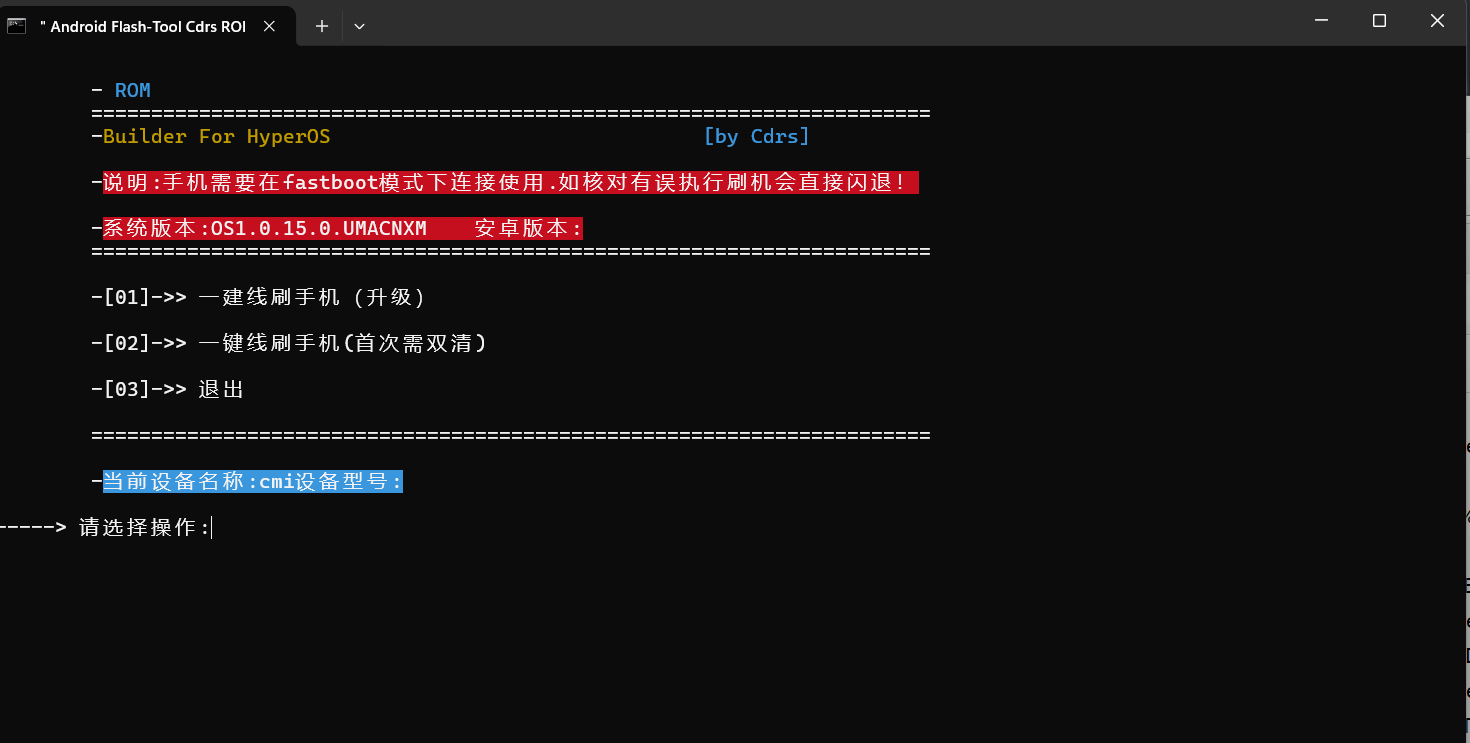 " Android Flash-Tool Cdrs ROI
- ROM
======================================================================
-Builder For HyperOS [by Cdrs]
-说明:手机需要在fastboot模式下连接使用.如核对有误执行刷机会直接闪退!
-系统版本:OS1.0.15.0.UMACNXM 安卓版本:
======================================================================
-[01]->> 一建线刷手机 (升级)
-[02]->> 一键线刷手机(首次需双清)
-[03]->> 退出
======================================================================
-当前设备名称:cmi设备型号:
-----> 请选择操作: